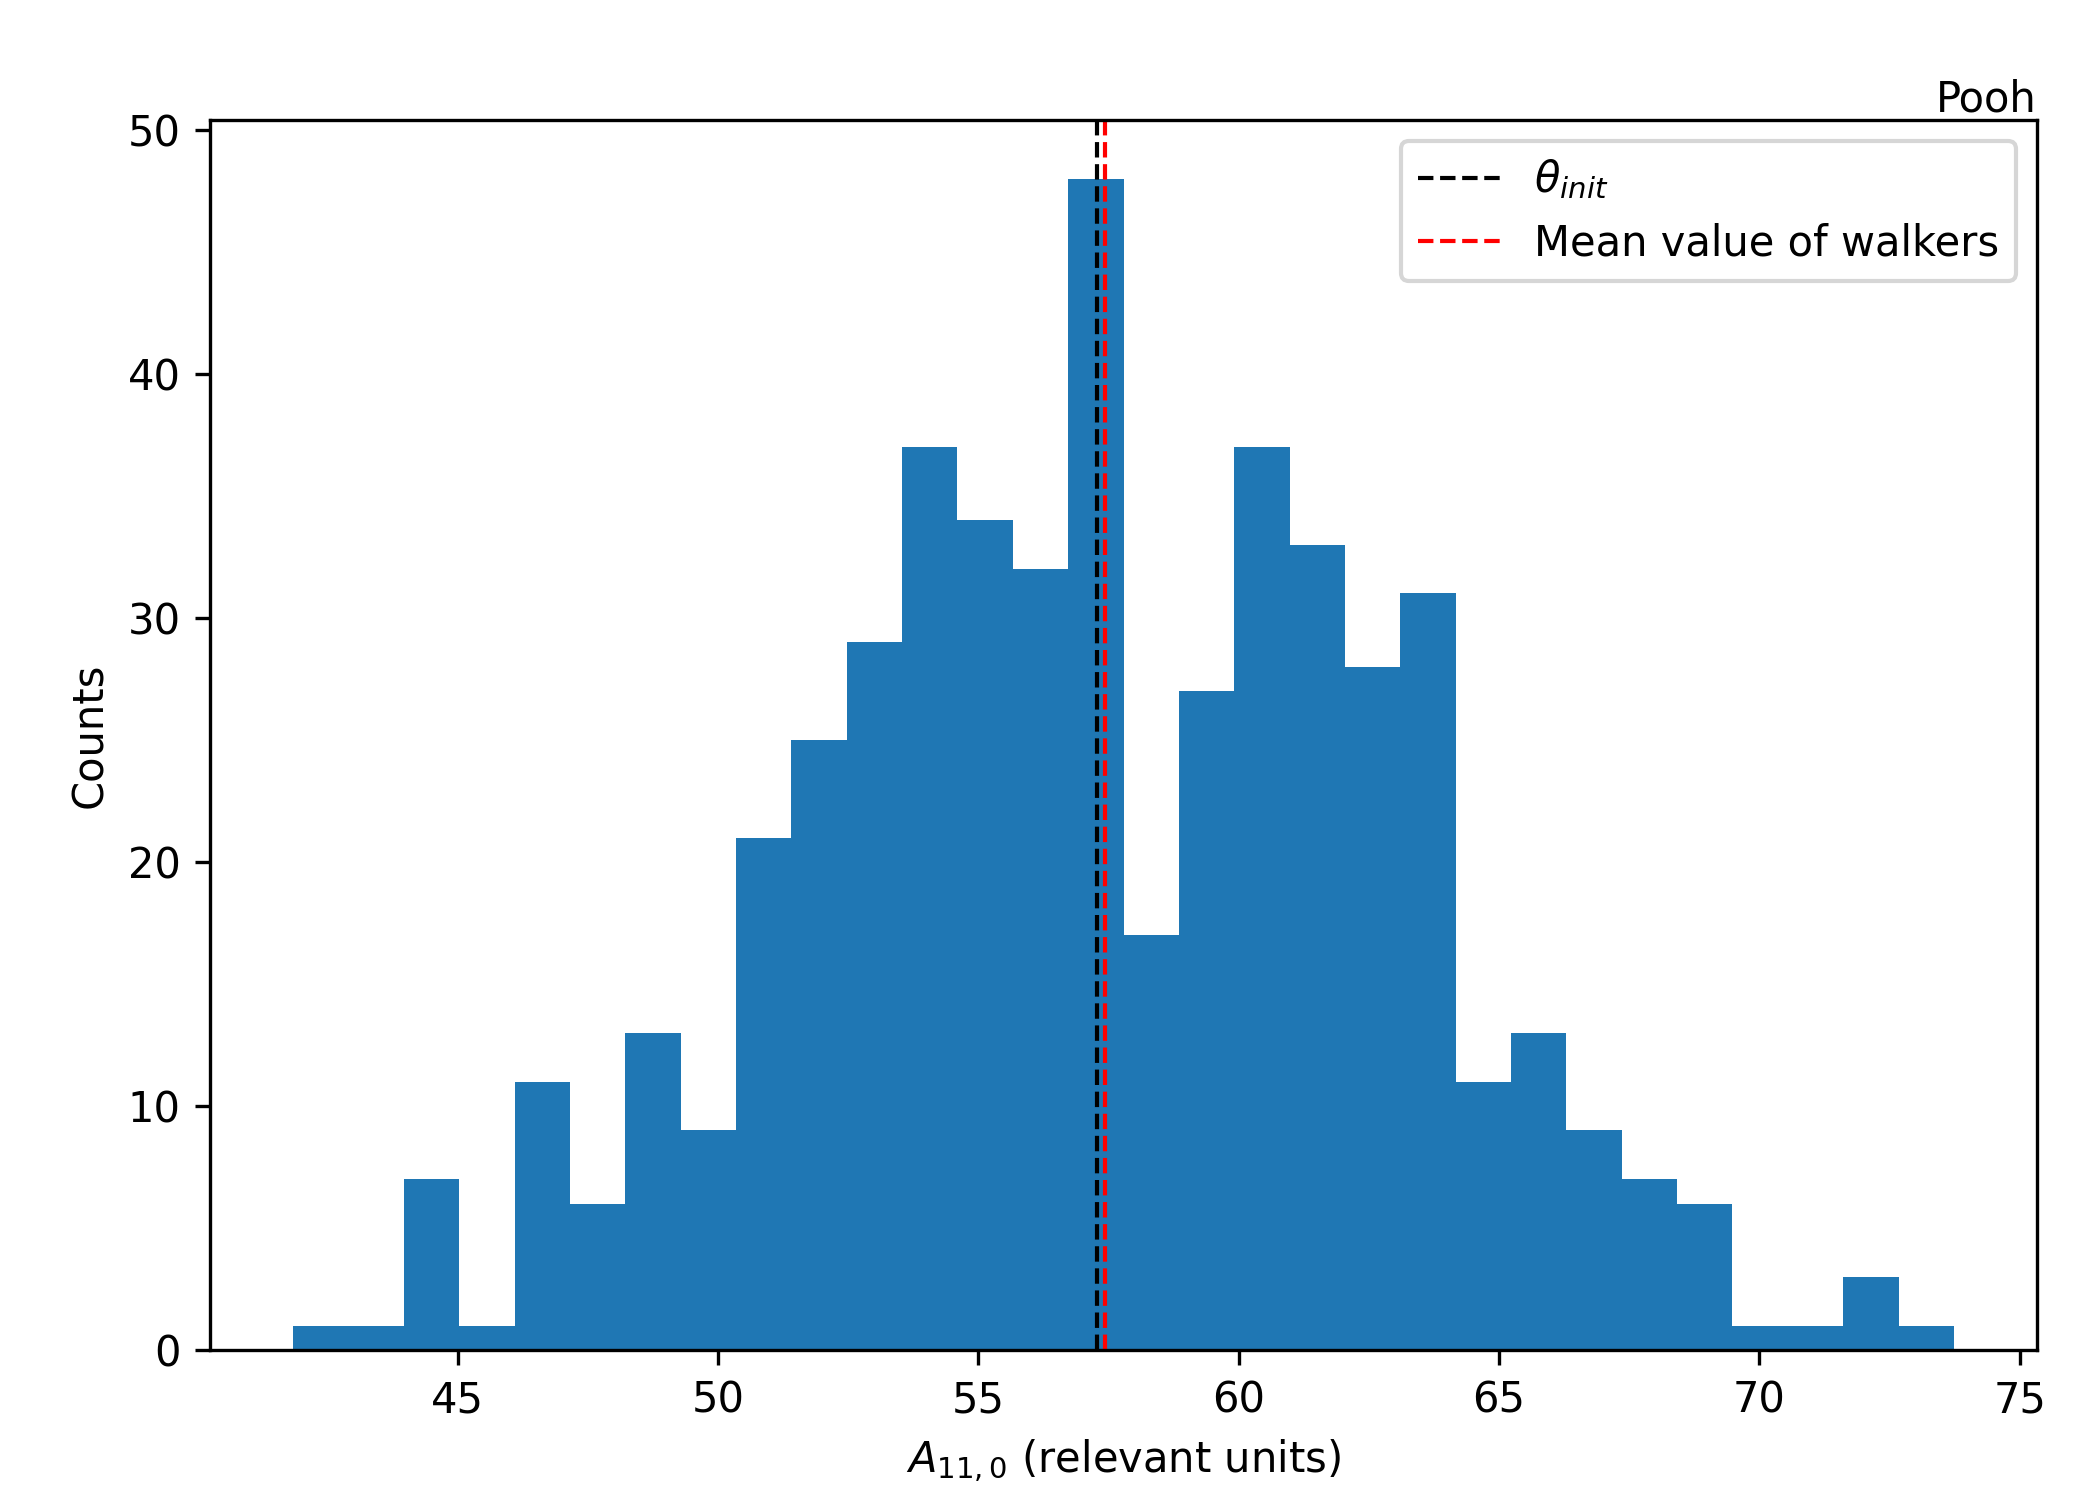 Pooh
50
40
30
20
10
0
Counts
θ_init
Mean value of walkers
45 50 55 60 65 70 75
A_11,0 (relevant units)